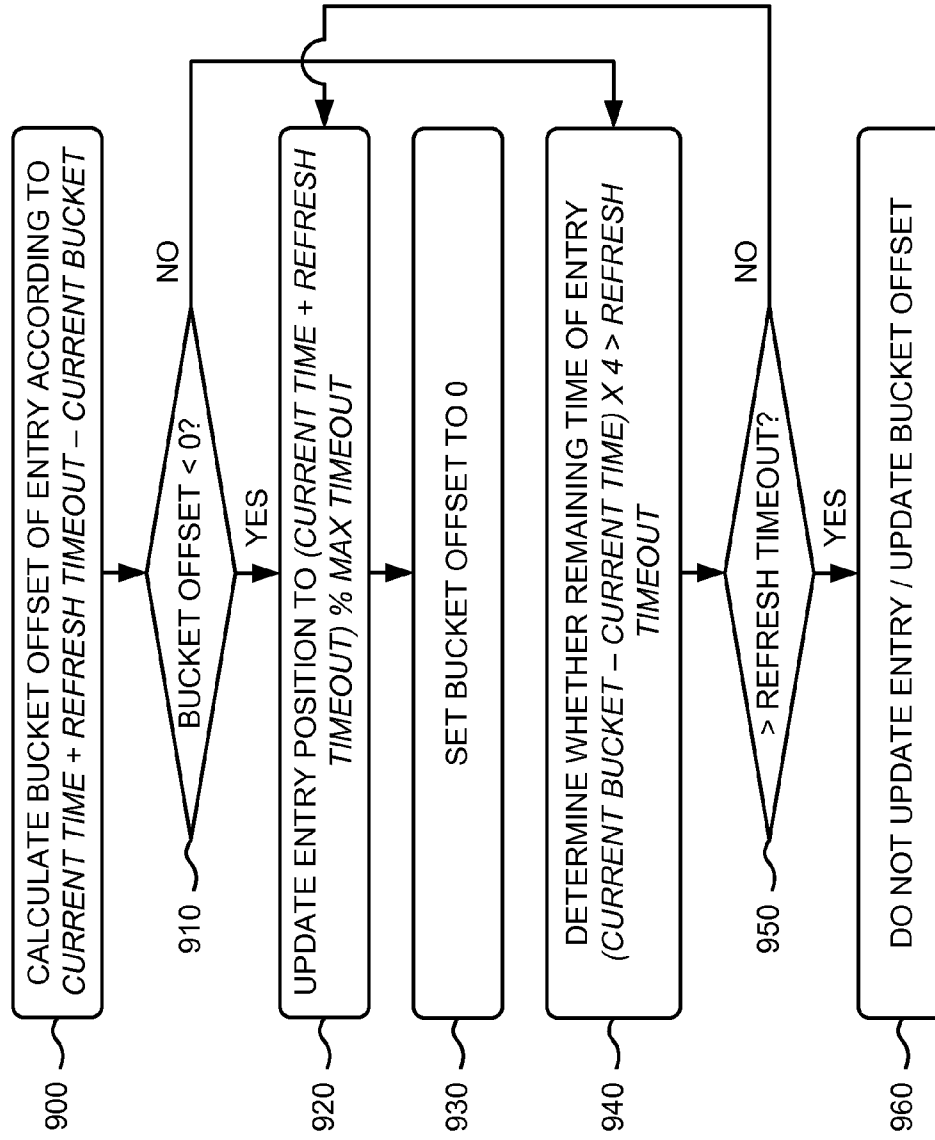 900
CALCULATE BUCKET OFFSET OF ENTRY ACCORDING TO
CURRENT TIME + REFRESH TIMEOUT – CURRENT BUCKET
910
BUCKET OFFSET < 0?
NO
YES
920
UPDATE ENTRY POSITION TO (CURRENT TIME + REFRESH
TIMEOUT) % MAX TIMEOUT
930
SET BUCKET OFFSET TO 0
940
DETERMINE WHETHER REMAINING TIME OF ENTRY
(CURRENT BUCKET – CURRENT TIME) X 4 > REFRESH
TIMEOUT
950
> REFRESH TIMEOUT?
NO
YES
960
DO NOT UPDATE ENTRY / UPDATE BUCKET OFFSET